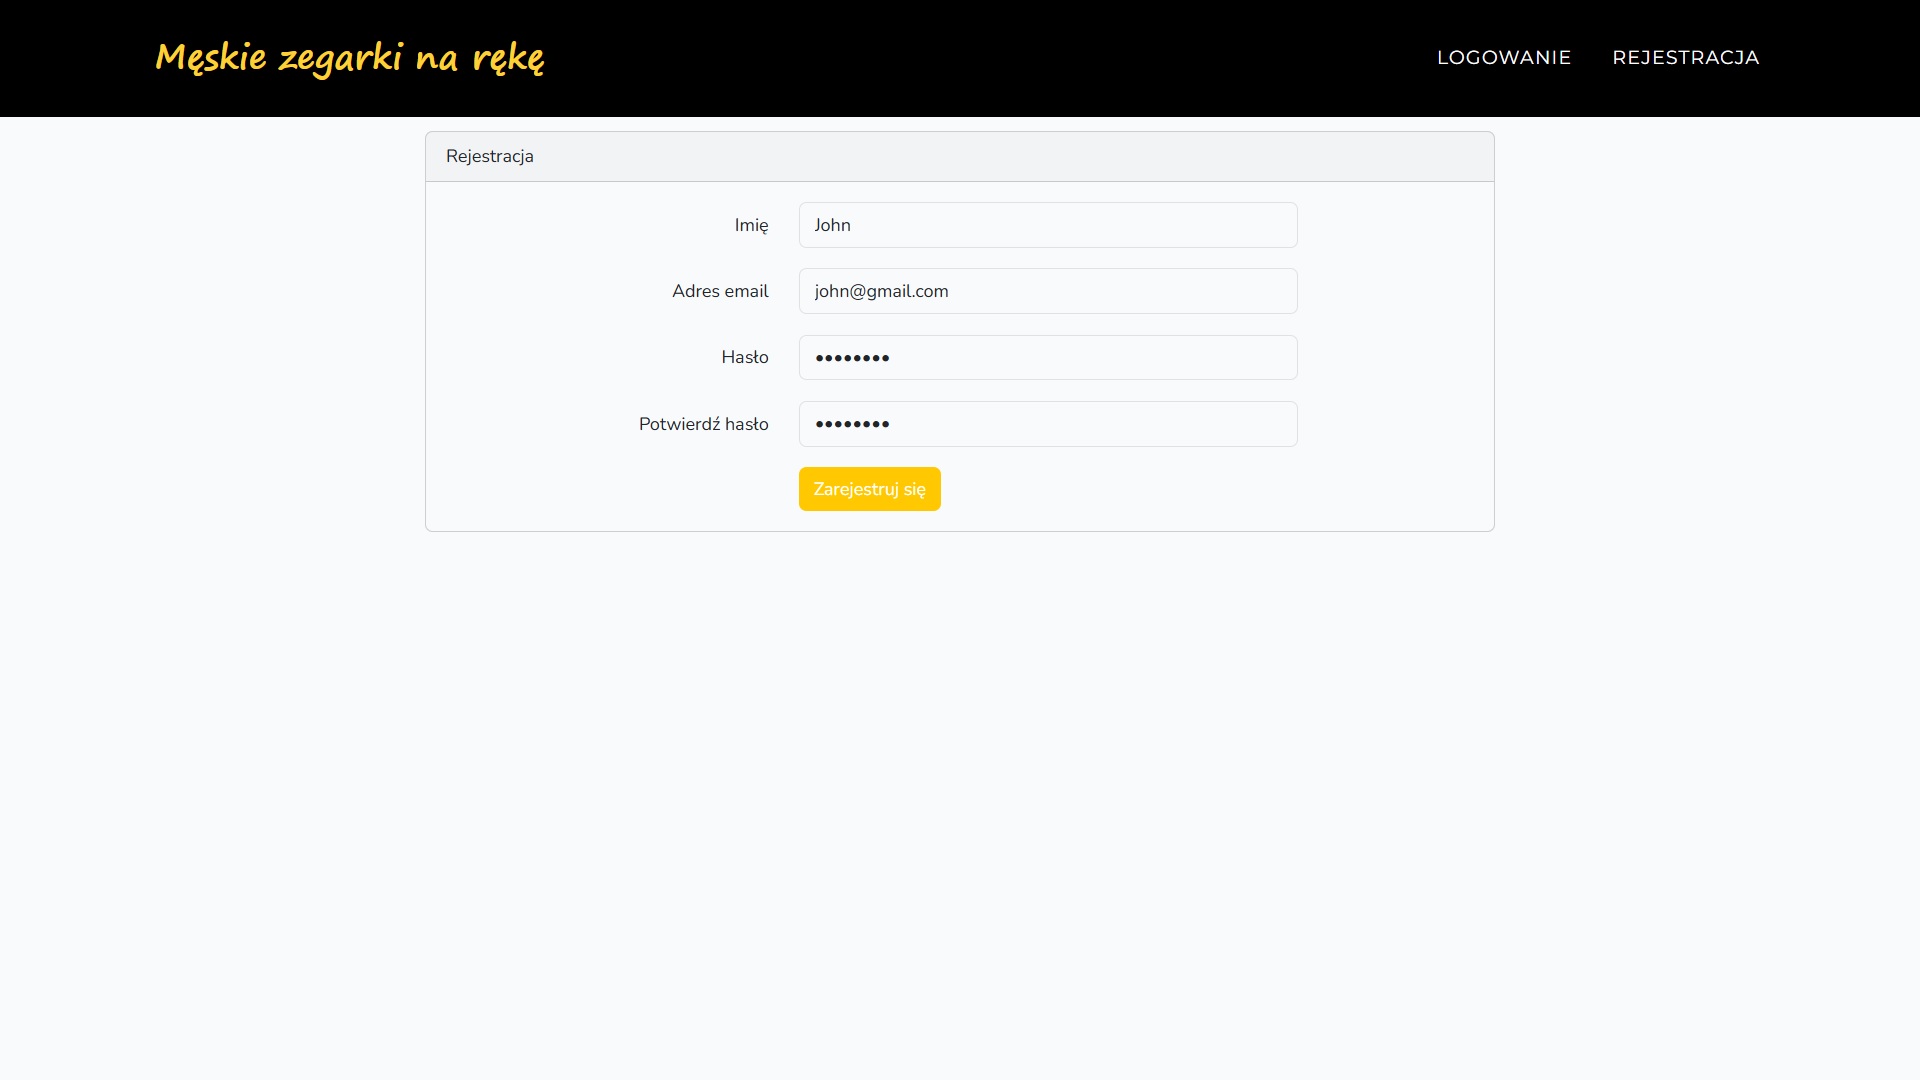 Męskie zegarki na rękę
LOGOWANIE REJESTRACJA
Rejestracja
Imię John
Adres email john@gmail.com
Hasło ••••••••
Potwierdź hasło ••••••••
Zarejestruj się